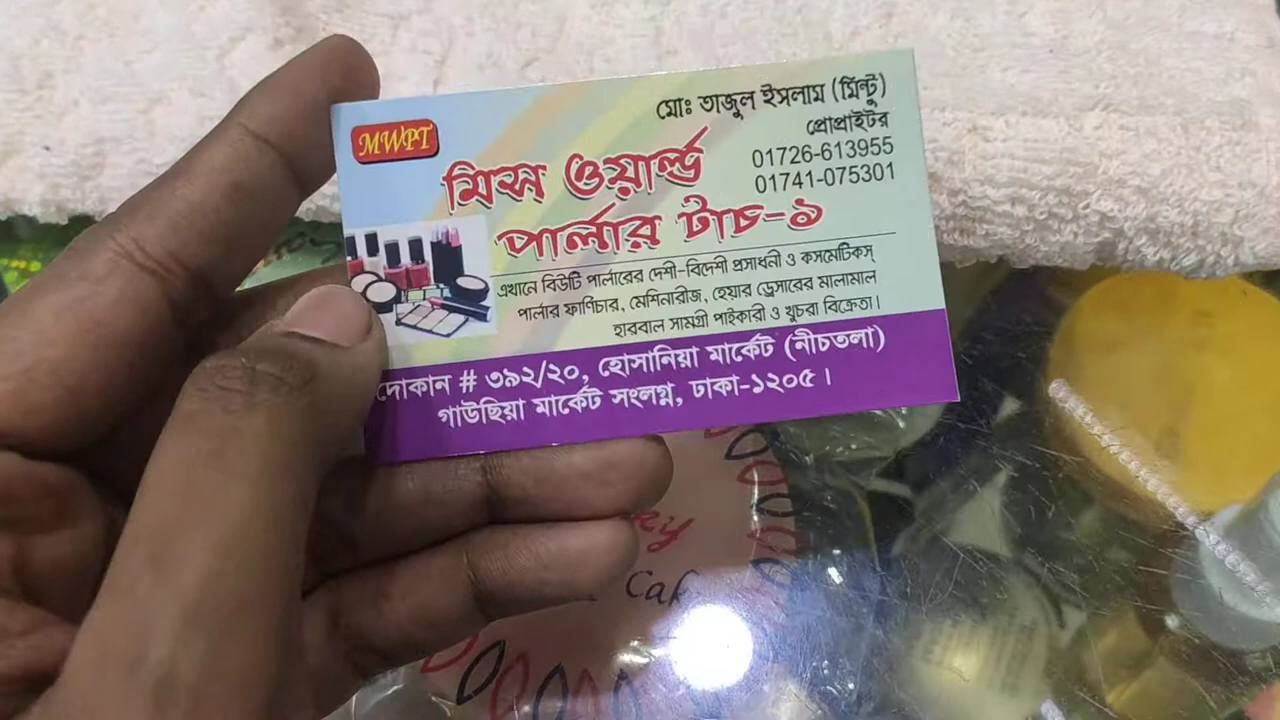 MWPT
মোঃ তাজুল ইসলাম (মিন্টু)
প্রোপ্রাইটর
01726-613955
01741-075301
মিস ওয়ার্ল্ড
পার্লার টাচ-১
এখানে বিউটি পার্লারের দেশী-বিদেশী প্রসাধনী ও কসমেটিকস্
পার্লার ফার্ণিচার, মেশিনারীজ, হেয়ার ড্রেসারের মালামাল
হারবাল সামগ্রী পাইকারী ও খুচরা বিক্রেতা।
দোকান # ৩৯২/২০, হোসানিয়া মার্কেট (নীচতলা)
গাউছিয়া মার্কেট সংলগ্ন, ঢাকা-১২০৫।